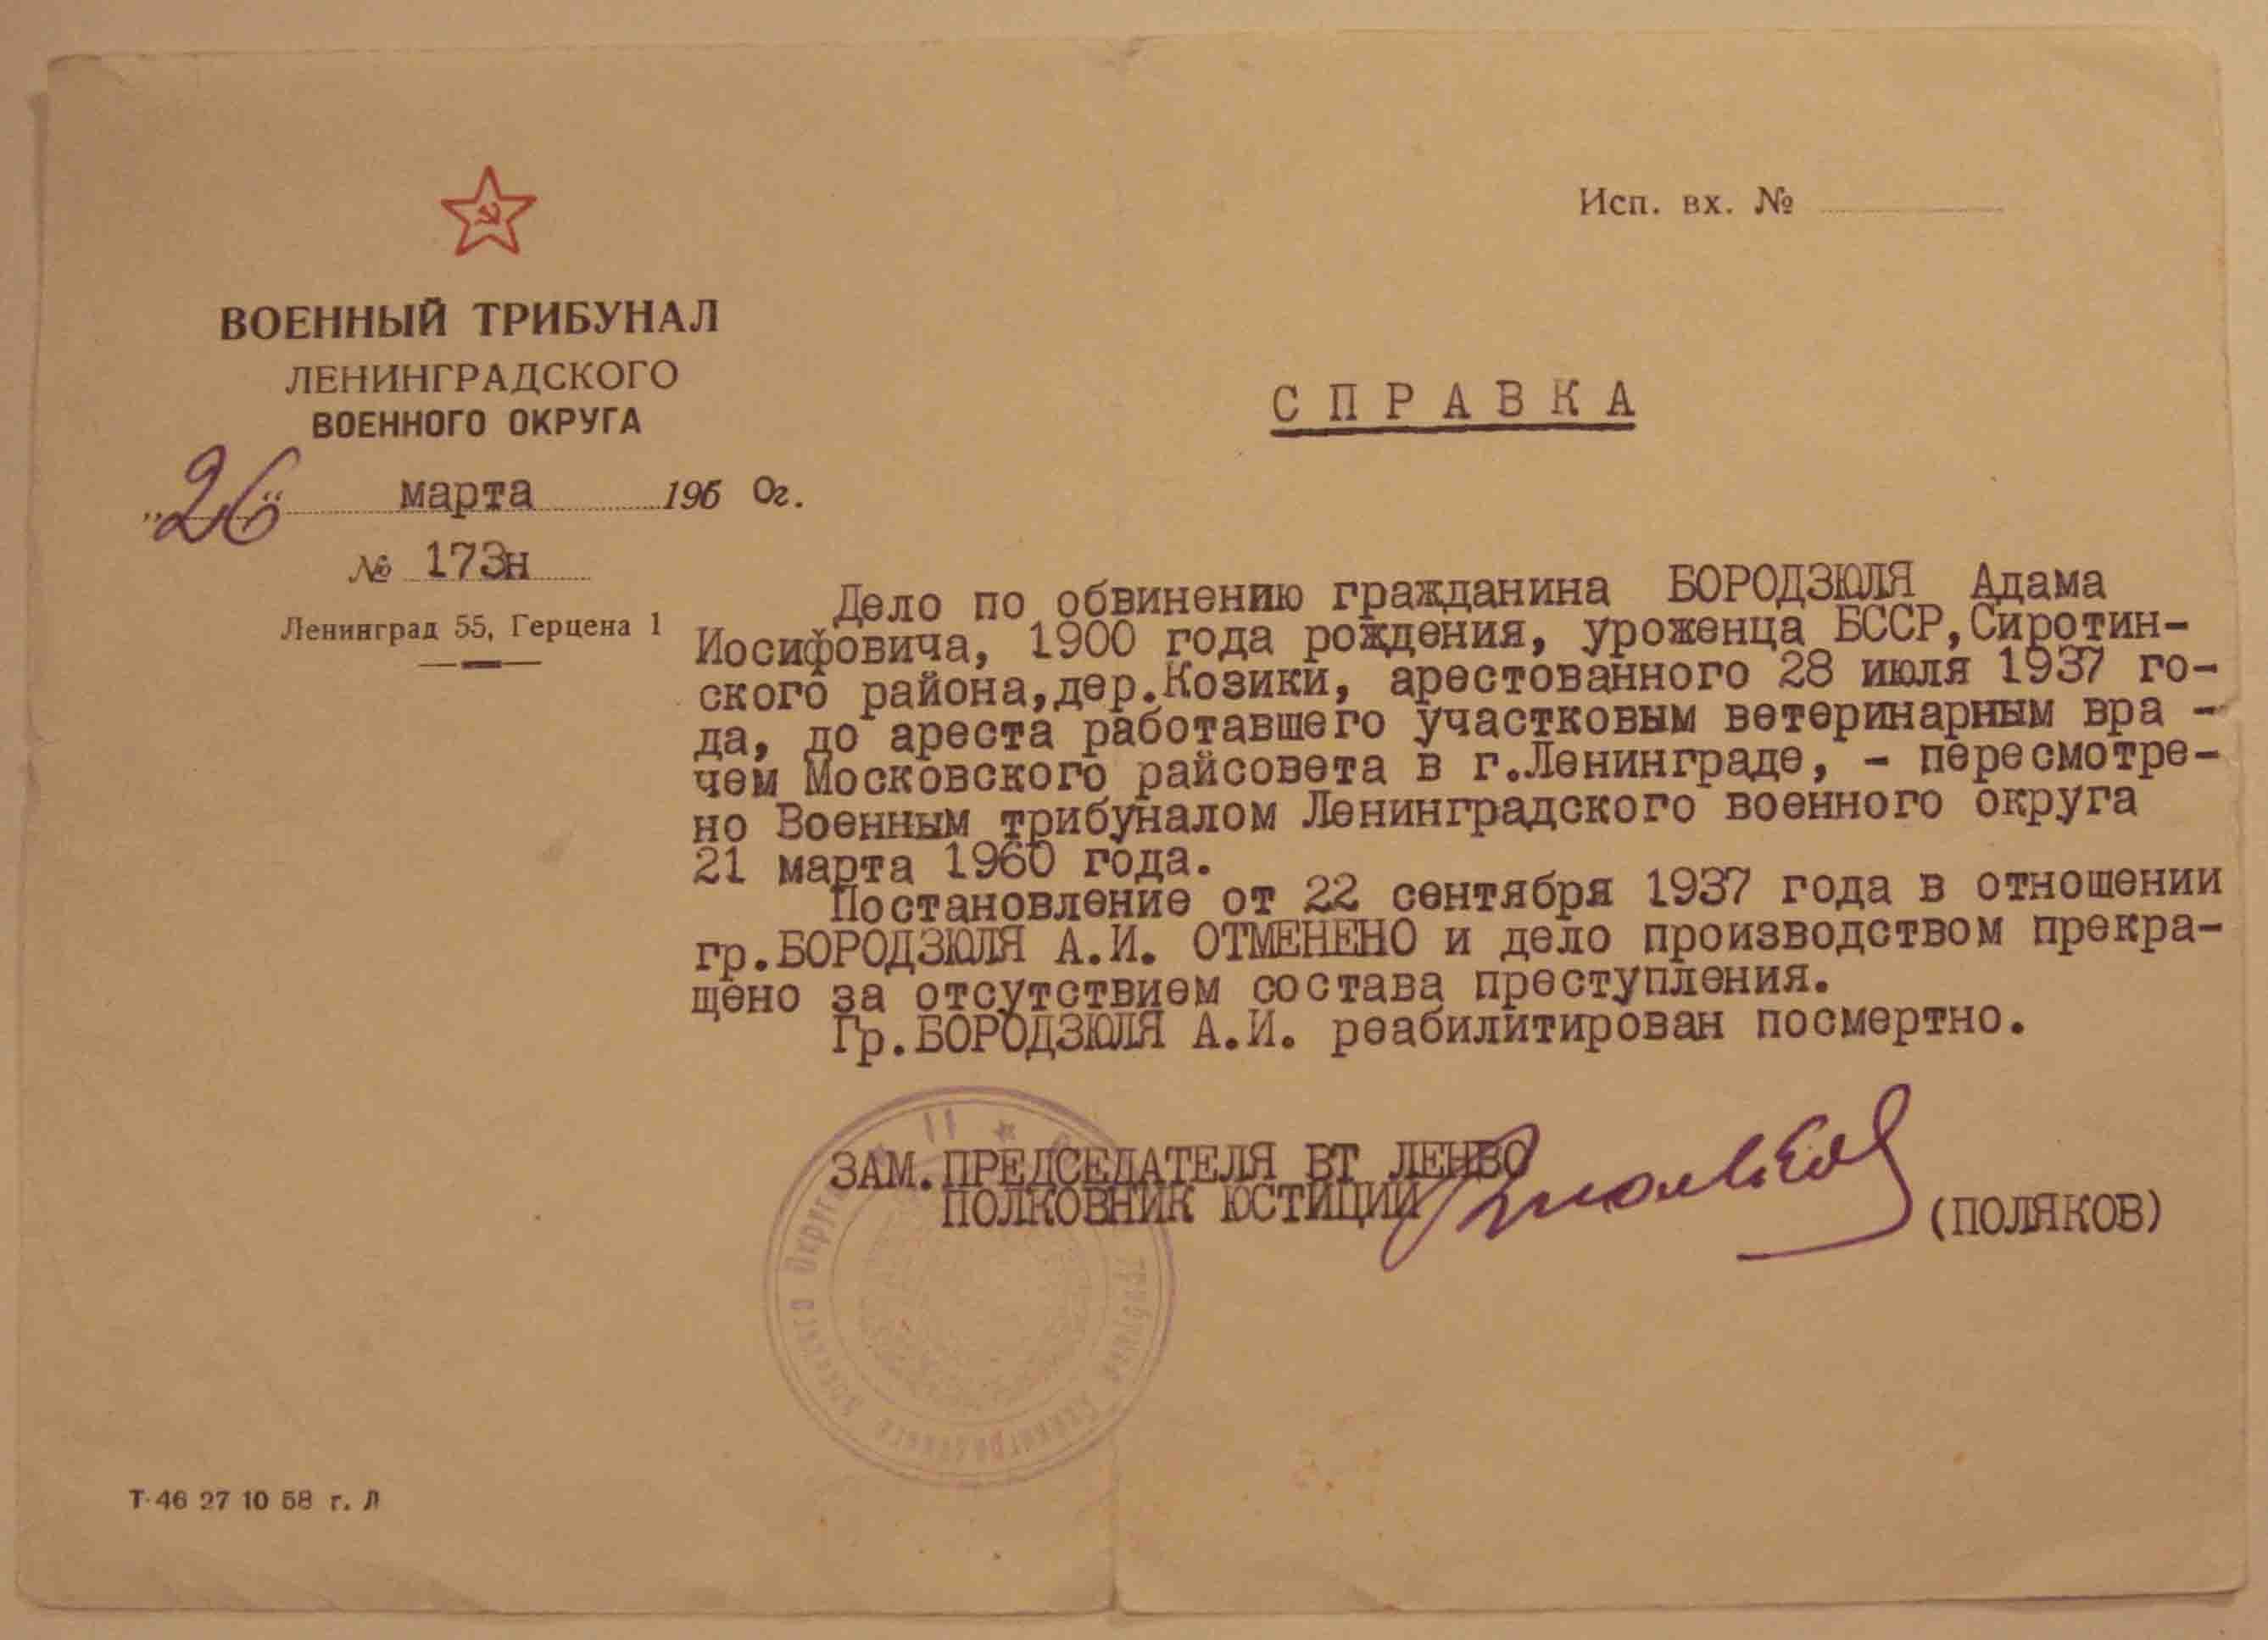 ВОЕННЫЙ ТРИБУНАЛ
ЛЕНИНГРАДСКОГО
ВОЕННОГО ОКРУГА
„26“ марта 1960г.
№ 173н
Ленинград 55, Герцена 1
Исп. вх. №
СПРАВКА
Дело по обвинению гражданина БОРОДЗЮЛЯ Адама
Иосифовича, 1900 года рождения, уроженца БССР,Сиротин-
ского района,дер.Козики, арестованного 28 июля 1937 го-
да, до ареста работавшего участковым ветеринарным вра -
чем Московского райсовета в г.Ленинграде, - пересмотре-
но Военным трибуналом Ленинградского военного округа
21 марта 1960 года.
Постановление от 22 сентября 1937 года в отношении
гр.БОРОДЗЮЛЯ А.И. ОТМЕНЕНО и дело производством прекра-
щено за отсутствием состава преступления.
Гр.БОРОДЗЮЛЯ А.И. реабилитирован посмертно.
ЗАМ.ПРЕДСЕДАТЕЛЯ ВТ ЛЕНВО
ПОЛКОВНИК ЮСТИЦИИ
(ПОЛЯКОВ)
Трибунал Ленинградского Военного Округа
Т-46 27 10 58 г. Л